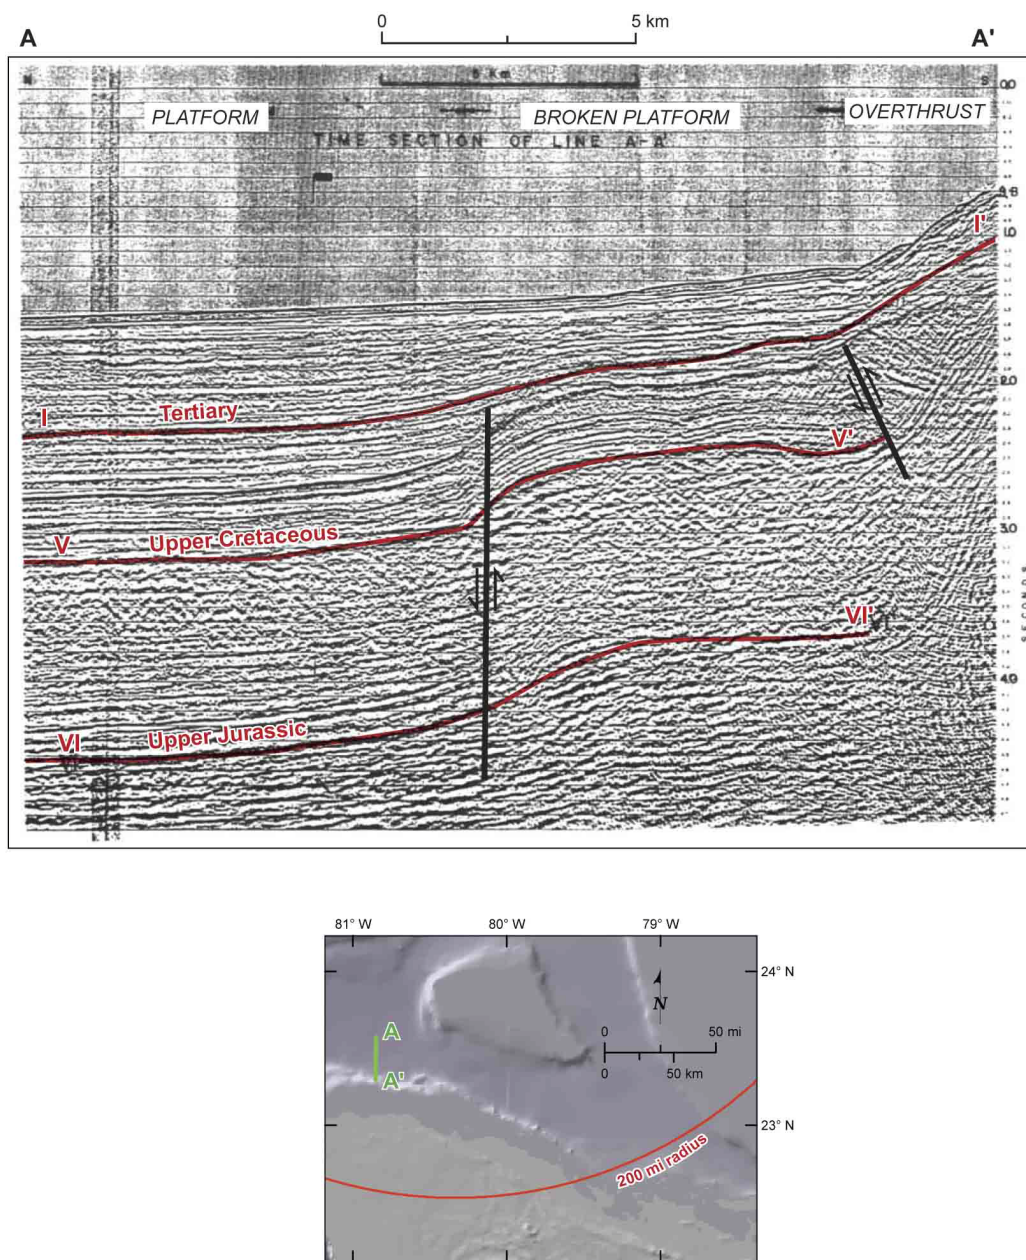 0 5 km
A A'
5 Km
N S
PLATFORM BROKEN PLATFORM OVERTHRUST
TIME SECTION OF LINE A-A'
I'
1.0
2.0
I Tertiary
V'
V Upper Cretaceous
3.0
VI'
4.0
VI Upper Jurassic
81° W 80° W 79° W
24° N
N
A
0 50 mi
A'
0 50 km
23° N
200 mi radius